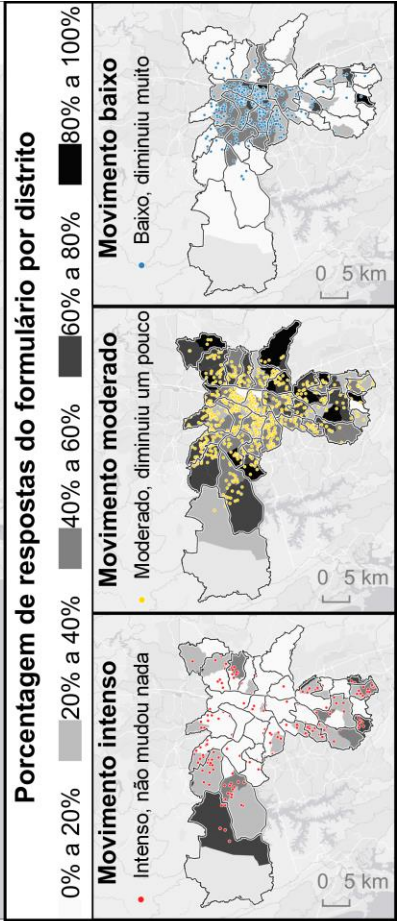 Porcentagem de respostas do formulário por distrito
0% a 20% 20% a 40% 40% a 60% 60% a 80% 80% a 100%
Movimento intenso
Intenso, não mudou nada
0 5 km
Movimento moderado
Moderado, diminuiu um pouco
0 5 km
Movimento baixo
Baixo, diminuiu muito
0 5 km